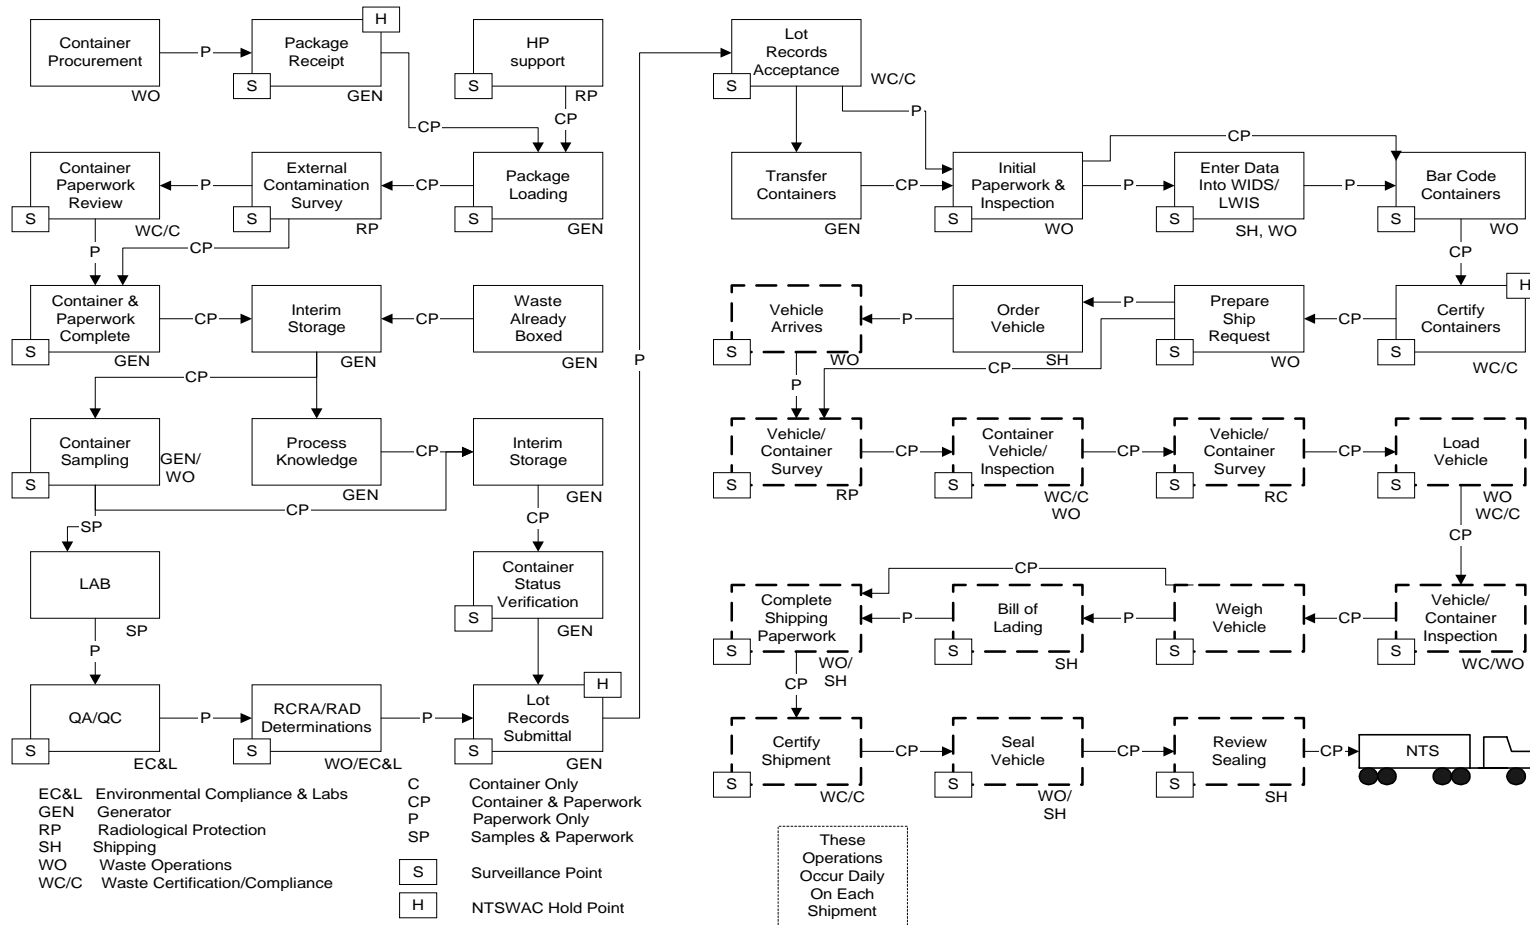 Container
Procurement
WO
P
Package
Receipt
H
S
GEN
CP
HP
support
S
RP
CP
Package
Loading
S
GEN
CP
External
Contamination
Survey
S
RP
P
CP
Container
Paperwork
Review
S
WC/C
P
Container &
Paperwork
Complete
S
GEN
CP
Interim
Storage
GEN
CP
Waste
Already
Boxed
GEN
CP
Container
Sampling
S
GEN/
WO
Process
Knowledge
GEN
CP
Interim
Storage
GEN
CP
SP
CP
LAB
SP
P
Container
Status
Verification
S
GEN
QA/QC
S
EC&L
P
RCRA/RAD
Determinations
S
WO/EC&L
P
Lot
Records
Submittal
H
S
GEN
P
Lot
Records
Acceptance
S
WC/C
P
Transfer
Containers
GEN
CP
Initial
Paperwork &
Inspection
S
WO
CP
P
Enter Data
Into WIDS/
LWIS
S
SH, WO
P
Bar Code
Containers
S
WO
CP
Certify
Containers
H
S
WC/C
CP
Prepare
Ship
Request
S
WO
P
CP
Order
Vehicle
SH
P
Vehicle
Arrives
S
WO
P
Vehicle/
Container
Survey
S
RP
CP
Container
Vehicle/
Inspection
S
WC/C
WO
CP
Vehicle/
Container
Survey
S
RC
CP
Load
Vehicle
S
WO
WC/C
CP
Vehicle/
Container
Inspection
S
WC/WO
CP
Weigh
Vehicle
S
CP
P
Bill of
Lading
S
SH
P
Complete
Shipping
Paperwork
S
WO/
SH
CP
Certify
Shipment
S
WC/C
CP
Seal
Vehicle
S
WO/
SH
CP
Review
Sealing
S
SH
CP
NTS
EC&L Environmental Compliance & Labs
GEN Generator
RP Radiological Protection
SH Shipping
WO Waste Operations
WC/C Waste Certification/Compliance
C Container Only
CP Container & Paperwork
P Paperwork Only
SP Samples & Paperwork
S Surveillance Point
H NTSWAC Hold Point
These
Operations
Occur Daily
On Each
Shipment